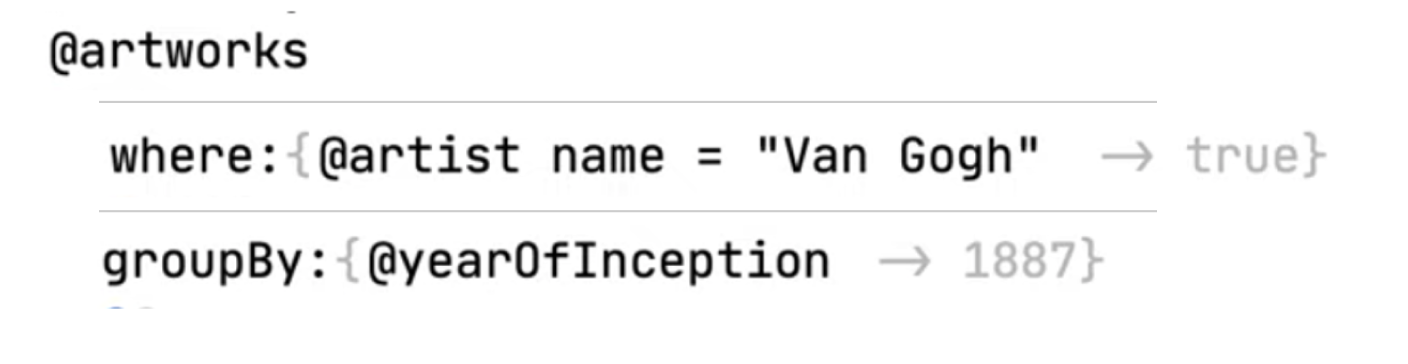 @artworks
where:{@artist name = "Van Gogh" → true}
groupBy:{@yearOfInception → 1887}